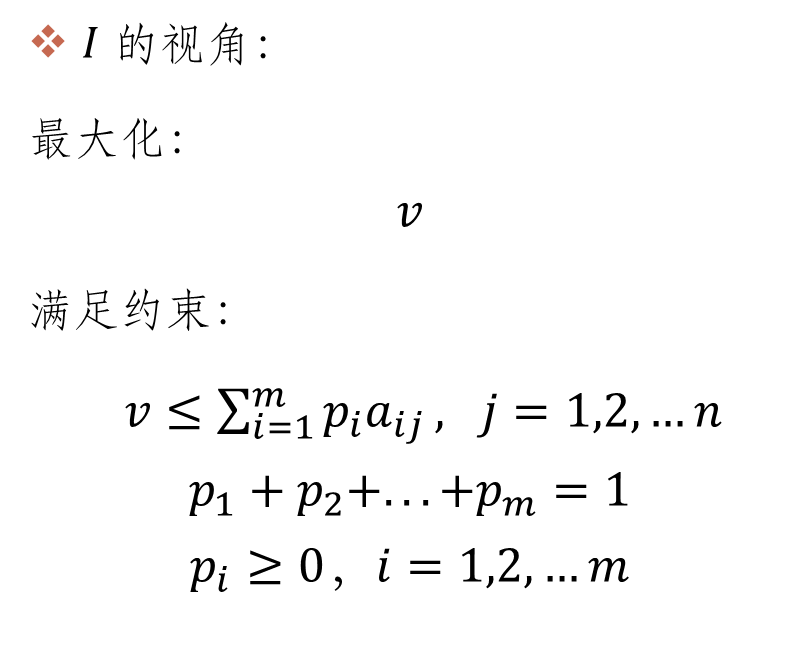 ❖ I 的视角：
最大化：
v
满足约束：
v ≤ ∑_{i=1}^{m} p_i a_{ij} , j = 1,2, … n
p_1 + p_2+. . . +p_m = 1
p_i ≥ 0 , i = 1,2, … m